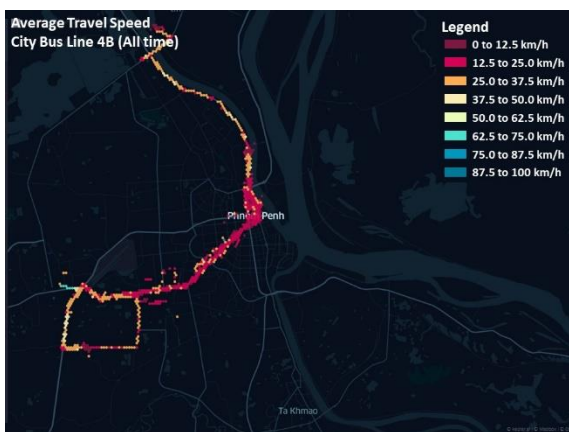 Average Travel Speed
City Bus Line 4B (All time)
Legend
0 to 12.5 km/h
12.5 to 25.0 km/h
25.0 to 37.5 km/h
37.5 to 50.0 km/h
50.0 to 62.5 km/h
62.5 to 75.0 km/h
75.0 to 87.5 km/h
87.5 to 100 km/h
Penh
Ta Khmao